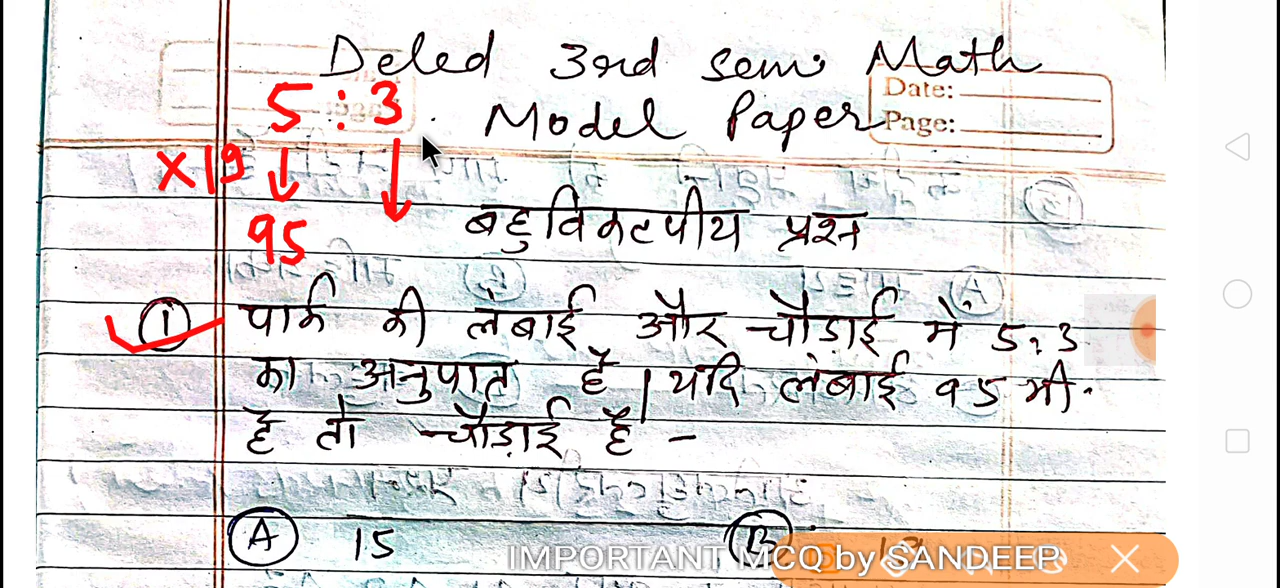 Deled 3rd sem. Math
5 : 3
Date:
Model Paper
Page:
x19
95
बहुविकल्पीय प्रश्न
1 पार्क की लंबाई और चौड़ाई में 5:3
का अनुपात है। यदि लंबाई 95 मी.
है तो चौड़ाई है -
A 15
B
IMPORTANT MCQ by SANDEEP